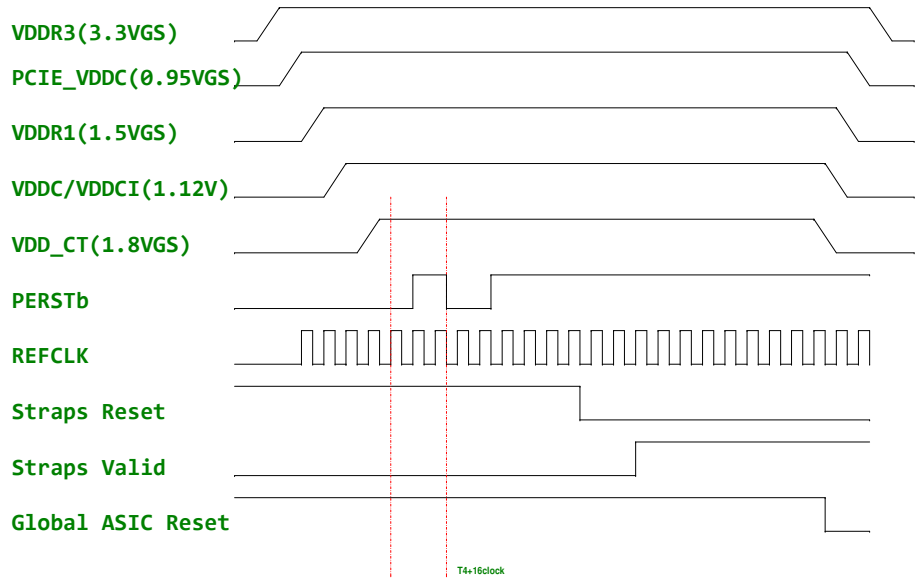 VDDR3(3.3VGS)
PCIE_VDDC(0.95VGS)
VDDR1(1.5VGS)
VDDC/VDDCI(1.12V)
VDD_CT(1.8VGS)
PERSTb
REFCLK
Straps Reset
Straps Valid
Global ASIC Reset
T4+16clock